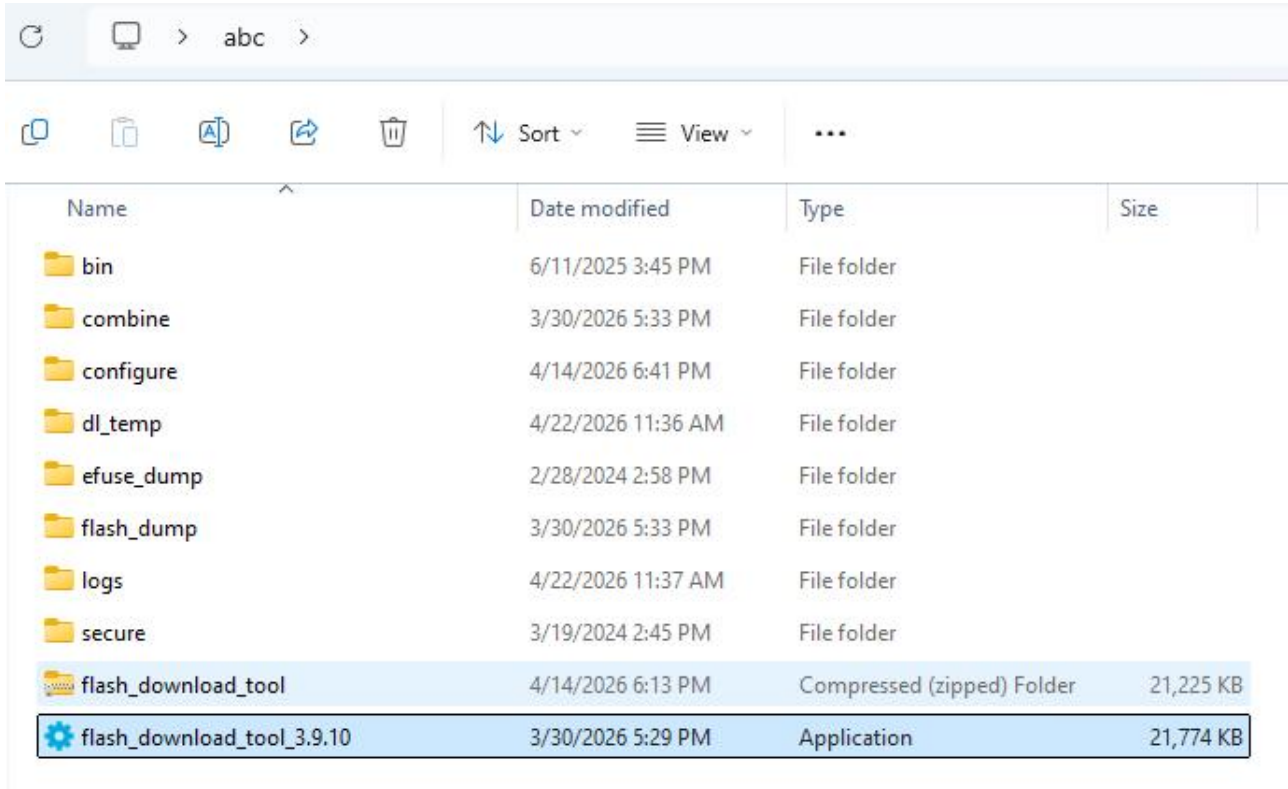 abc
Sort View
Name Date modified Type Size
bin 6/11/2025 3:45 PM File folder
combine 3/30/2026 5:33 PM File folder
configure 4/14/2026 6:41 PM File folder
dl_temp 4/22/2026 11:36 AM File folder
efuse_dump 2/28/2024 2:58 PM File folder
flash_dump 3/30/2026 5:33 PM File folder
logs 4/22/2026 11:37 AM File folder
secure 3/19/2024 2:45 PM File folder
flash_download_tool 4/14/2026 6:13 PM Compressed (zipped) Folder 21,225 KB
flash_download_tool_3.9.10 3/30/2026 5:29 PM Application 21,774 KB